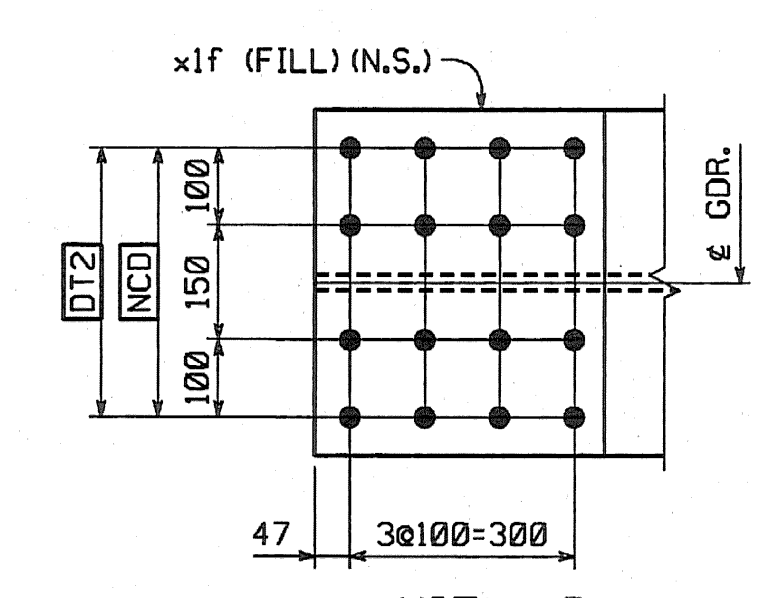 x1f (FILL)(N.S.)
100
150
100
DT2
NCD
℄ GDR.
47
3@100=300